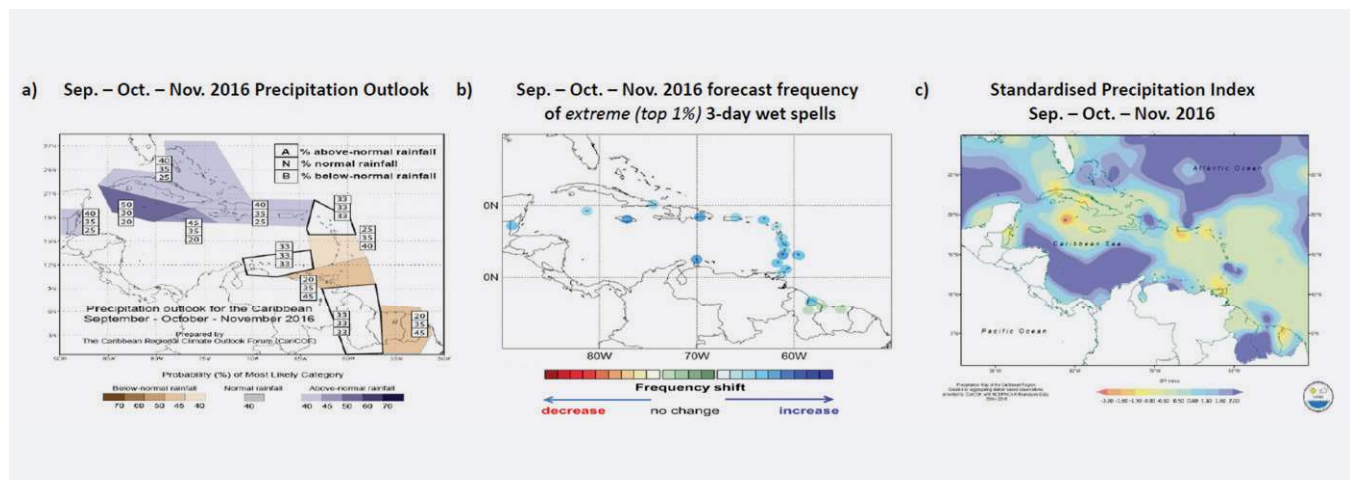 a) Sep. – Oct. – Nov. 2016 Precipitation Outlook
A % above-normal rainfall
N % normal rainfall
B % below-normal rainfall
40
35
25
50
30
20
40
35
25
45
35
20
40
35
25
33
33
33
25
35
40
33
33
33
20
35
45
33
33
33
20
35
45
Precipitation outlook for the Caribbean
September - October - November 2016
Prepared by
The Caribbean Regional Climate Outlook Forum (CariCOF)
Probability (%) of Most Likely Category
Below-normal rainfall Normal rainfall Above-normal rainfall
70 60 50 45 40 40 40 45 50 60 70
b) Sep. – Oct. – Nov. 2016 forecast frequency
of extreme (top 1%) 3-day wet spells
0N
0N
80W 70W 60W
Frequency shift
decrease no change increase
c) Standardised Precipitation Index
Sep. – Oct. – Nov. 2016
Atlantic Ocean
Caribbean Sea
Pacific Ocean